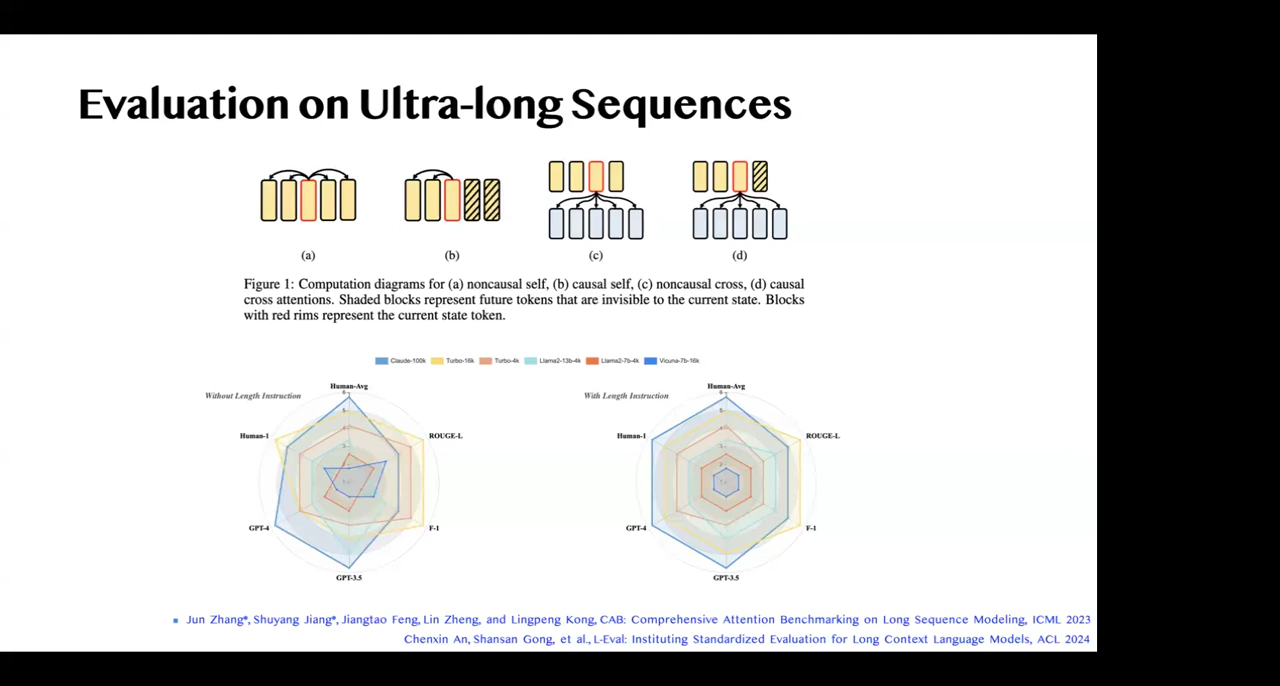 Evaluation on Ultra-long Sequences
(a)
(b)
(c)
(d)
Figure 1: Computation diagrams for (a) noncausal self, (b) causal self, (c) noncausal cross, (d) causal
cross attentions. Shaded blocks represent future tokens that are invisible to the current state. Blocks
with red rims represent the current state token.
Claude-100k Turbo-16k Turbo-4k Llama2-13b-4k Llama2-7b-4k Vicuna-7b-16k
Without Length Instruction
Human-Avg
Human-1
ROUGE-L
GPT-4
F-1
GPT-3.5
With Length Instruction
Human-Avg
Human-1
ROUGE-L
GPT-4
F-1
GPT-3.5
Jun Zhang*, Shuyang Jiang*, Jiangtao Feng, Lin Zheng, and Lingpeng Kong, CAB: Comprehensive Attention Benchmarking on Long Sequence Modeling, ICML 2023
Chenxin An, Shansan Gong, et al., L-Eval: Instituting Standardized Evaluation for Long Context Language Models, ACL 2024